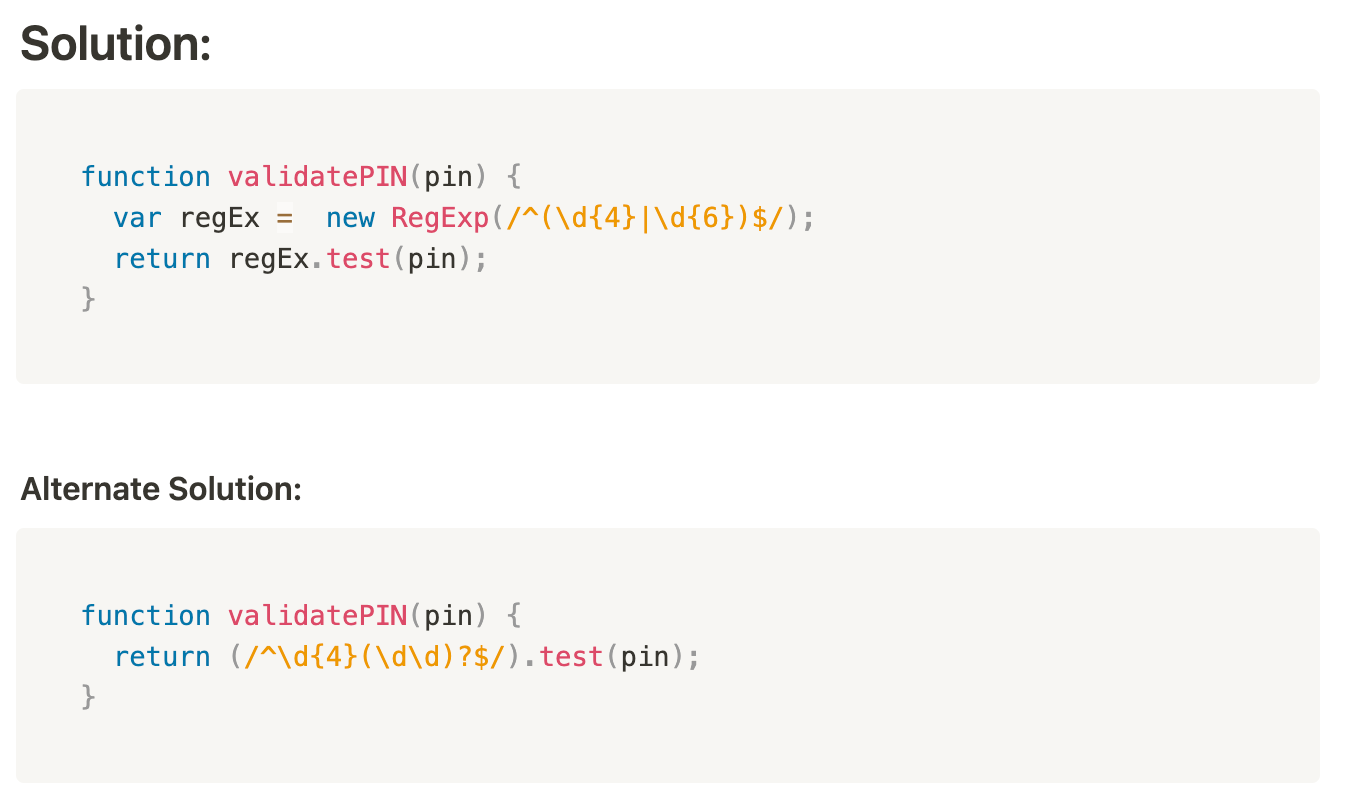 Solution:
function validatePIN(pin) {
  var regEx =  new RegExp(/^(\d{4}|\d{6})$/);
  return regEx.test(pin);
}
Alternate Solution:
function validatePIN(pin) {
  return (/^\d{4}(\d\d)?$/).test(pin);
}